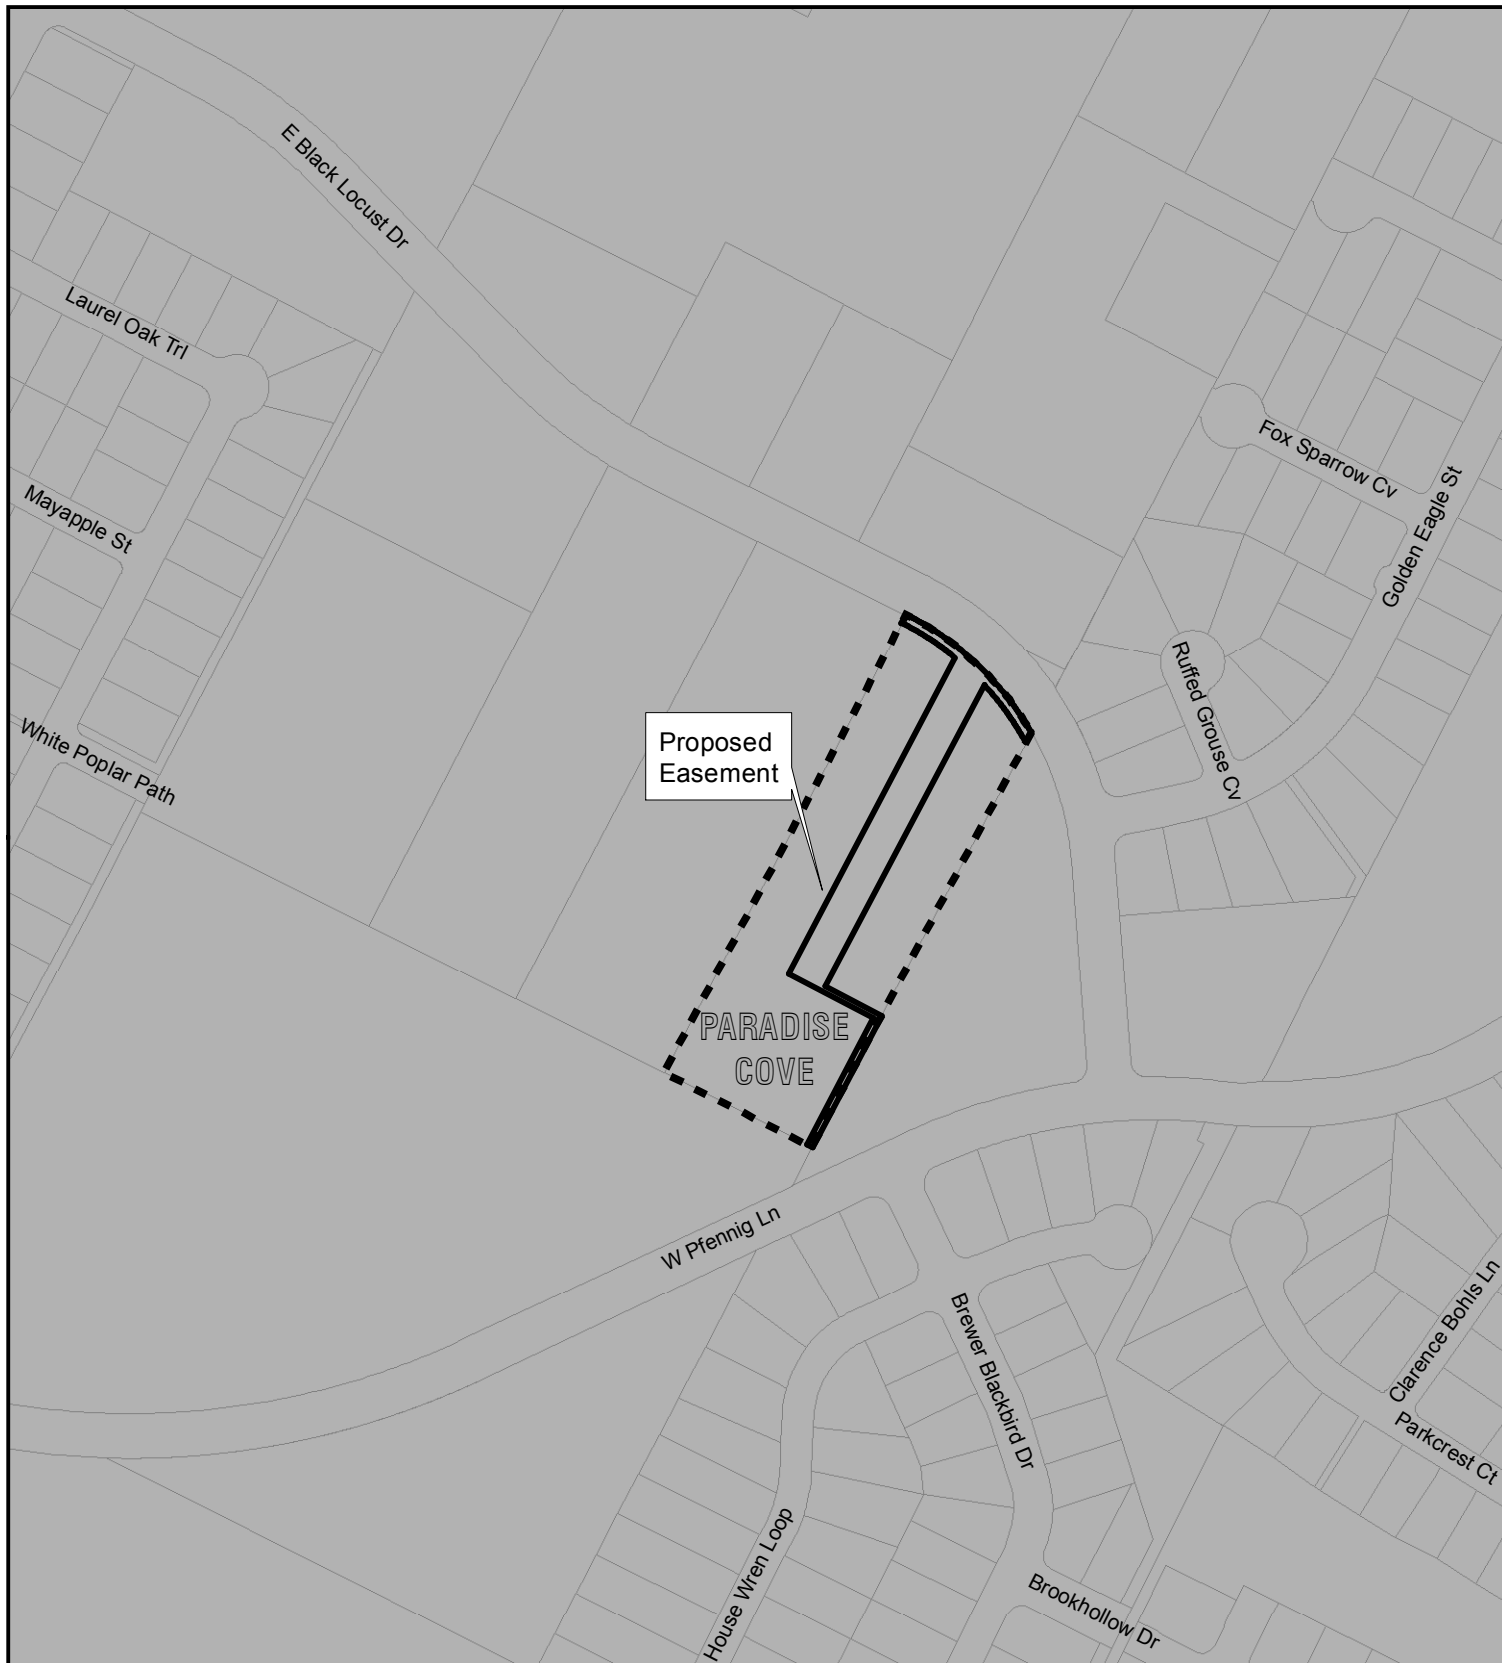 E Black Locust Dr
Laurel Oak Trl
Fox Sparrow Cv
Golden Eagle St
Mayapple St
Ruffed Grouse Cv
White Poplar Path
Proposed
Easement
PARADISE
COVE
W Pfennig Ln
Brewer Blackbird Dr
Clarence Bohls Ln
Parkcrest Ct
House Wren Loop
Brookhollow Dr